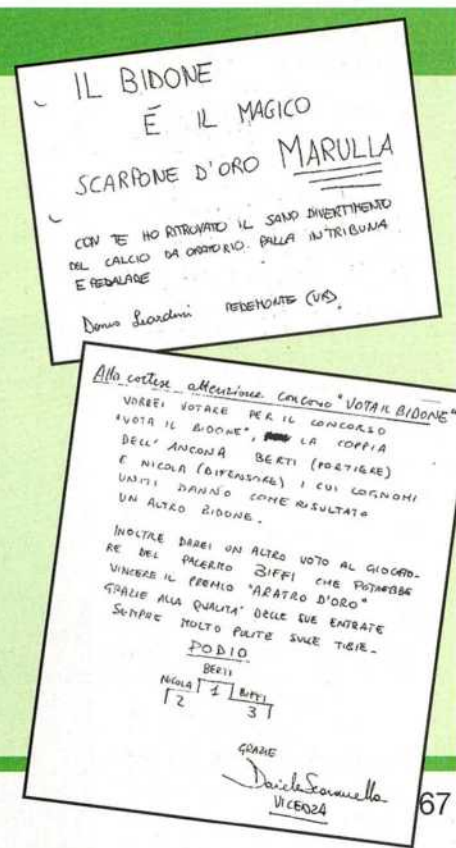 IL BIDONE
É IL MAGICO
SCARPONE D'ORO MARULLA
CON TE HO RITROVATO IL SANO DIVERTIMENTO
DEL CALCIO DA ORATORIO. PALLA IN TRIBUNA
E PEDALARE
Leardini PEDEMONTE (VR)
Alla cortese attenzione concorso "VOTA IL BIDONE"
VORREI VOTARE PER IL CONCORSO
"VOTA IL BIDONE", LA COPPIA
DELL'ANCONA BERTI (PORTIERE)
E NICOLA (DIFENSORE) I CUI COGNOMI
UNITI DANNO COME RISULTATO
UN ALTRO BIDONE.
INOLTRE DAREI UN ALTRO VOTO AL GIOCATO-
RE DEL PALERMO BIFFI CHE POTREBBE
VINCERE IL PREMIO "ARATRO D'ORO"
GRAZIE ALLA QUALITA' DELLE SUE ENTRATE
SEMPRE MOLTO PULITE SULLE TIBIE.
PODIO
BERTI
NICOLA 1 BIFFI
2 3
GRAZIE
Daniele
VICENZA
67